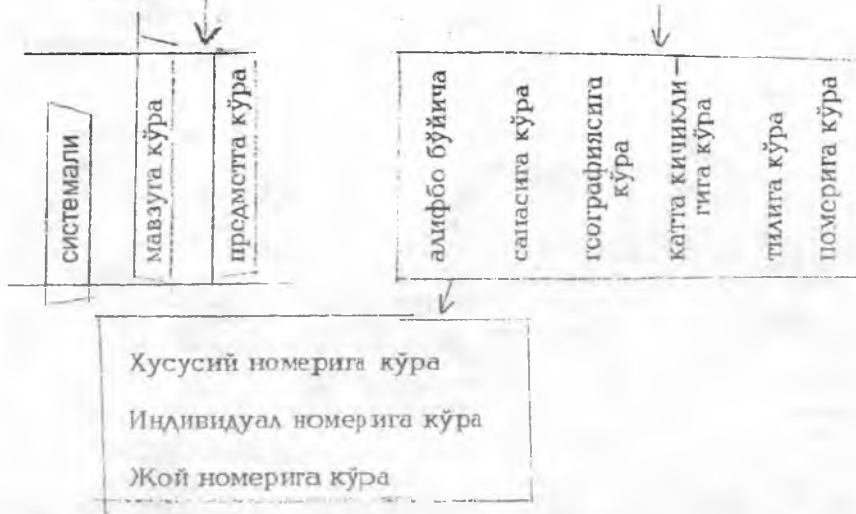 системали
мавзуга кўра
предметга кўра
алифбо бўйича
санасига кўра
географиясига
кўра
катта кичикли—
гига кўра
тилига кўра
номерига кўра
Хусусий номерига кўра
Индивидуал номерига кўра
Жой номерига кўра